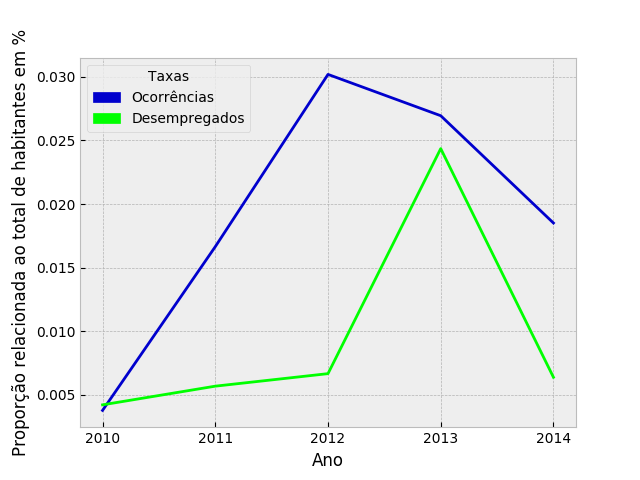 Proporção relacionada ao total de habitantes em %
0.030
0.025
0.020
0.015
0.010
0.005
Taxas
Ocorrências
Desempregados
2010 2011 2012 2013 2014
Ano